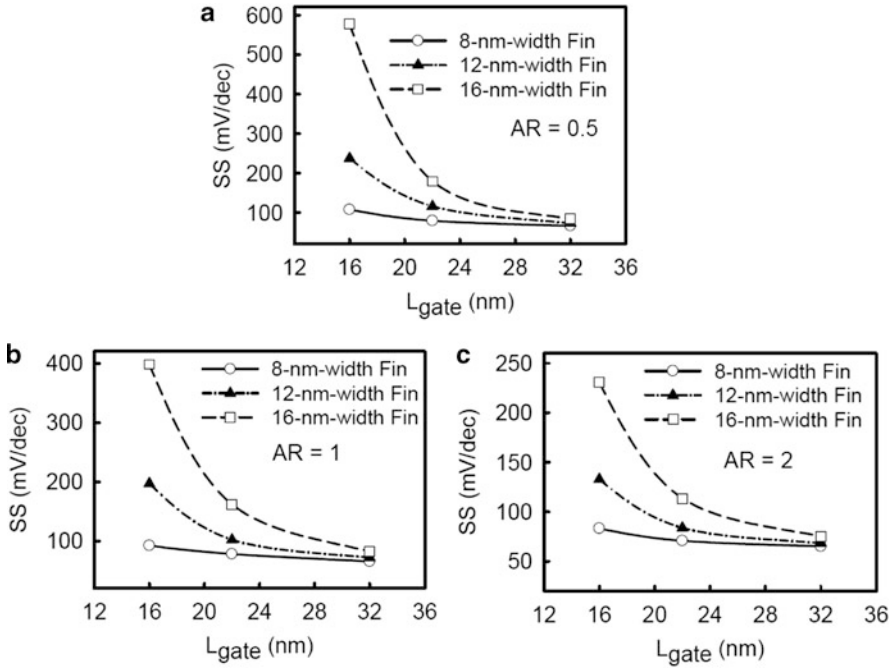 a
600
500
400
300
200
100
SS (mV/dec)
8-nm-width Fin
12-nm-width Fin
16-nm-width Fin
AR = 0.5
12 16 20 24 28 32 36
Lgate (nm)
b
400
300
200
100
SS (mV/dec)
8-nm-width Fin
12-nm-width Fin
16-nm-width Fin
AR = 1
12 16 20 24 28 32 36
Lgate (nm)
c
250
200
150
100
50
SS (mV/dec)
8-nm-width Fin
12-nm-width Fin
16-nm-width Fin
AR = 2
12 16 20 24 28 32 36
Lgate (nm)